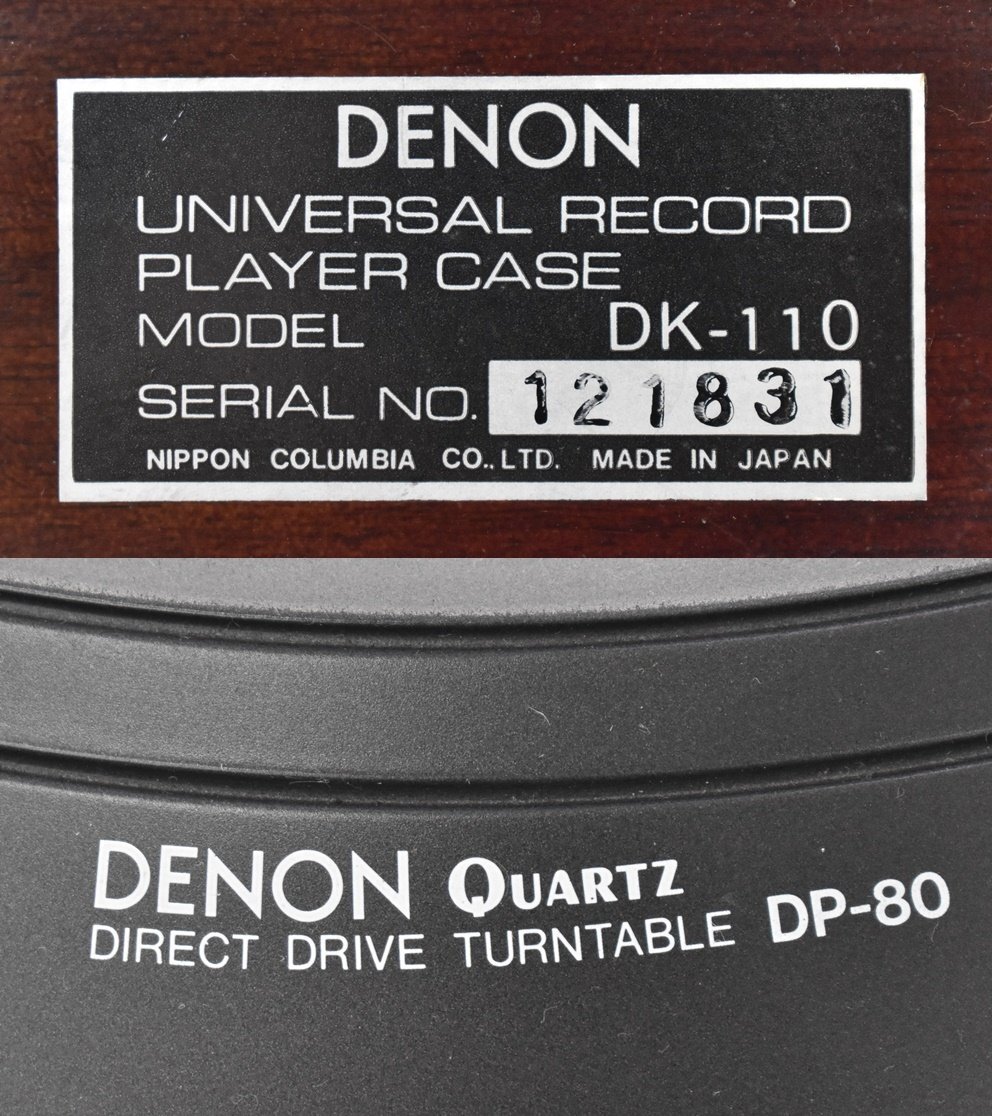 DENON
UNIVERSAL RECORD
PLAYER CASE
MODEL DK-110
SERIAL NO. 121831
NIPPON COLUMBIA CO., LTD. MADE IN JAPAN
DENON QUARTZ
DIRECT DRIVE TURNTABLE DP-80